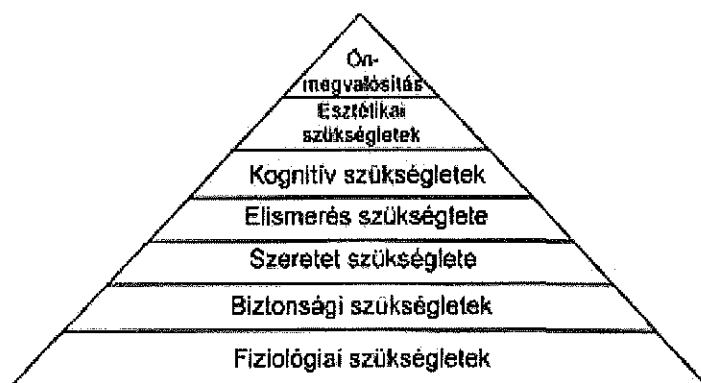 Ön-
megvalósítás
Esztétikai
szükségletek
Kognitív szükségletek
Elismerés szükséglete
Szeretet szükséglete
Biztonsági szükségletek
Fiziológiai szükségletek